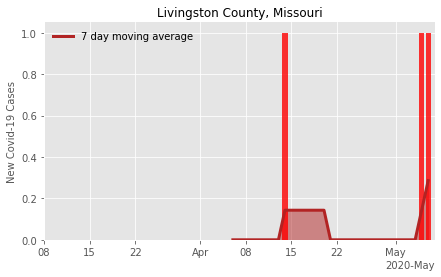 Livingston County, Missouri
7 day moving average
New Covid-19 Cases
1.0
0.8
0.6
0.4
0.2
0.0
08 15 22 Apr 08 15 22 May
2020-May